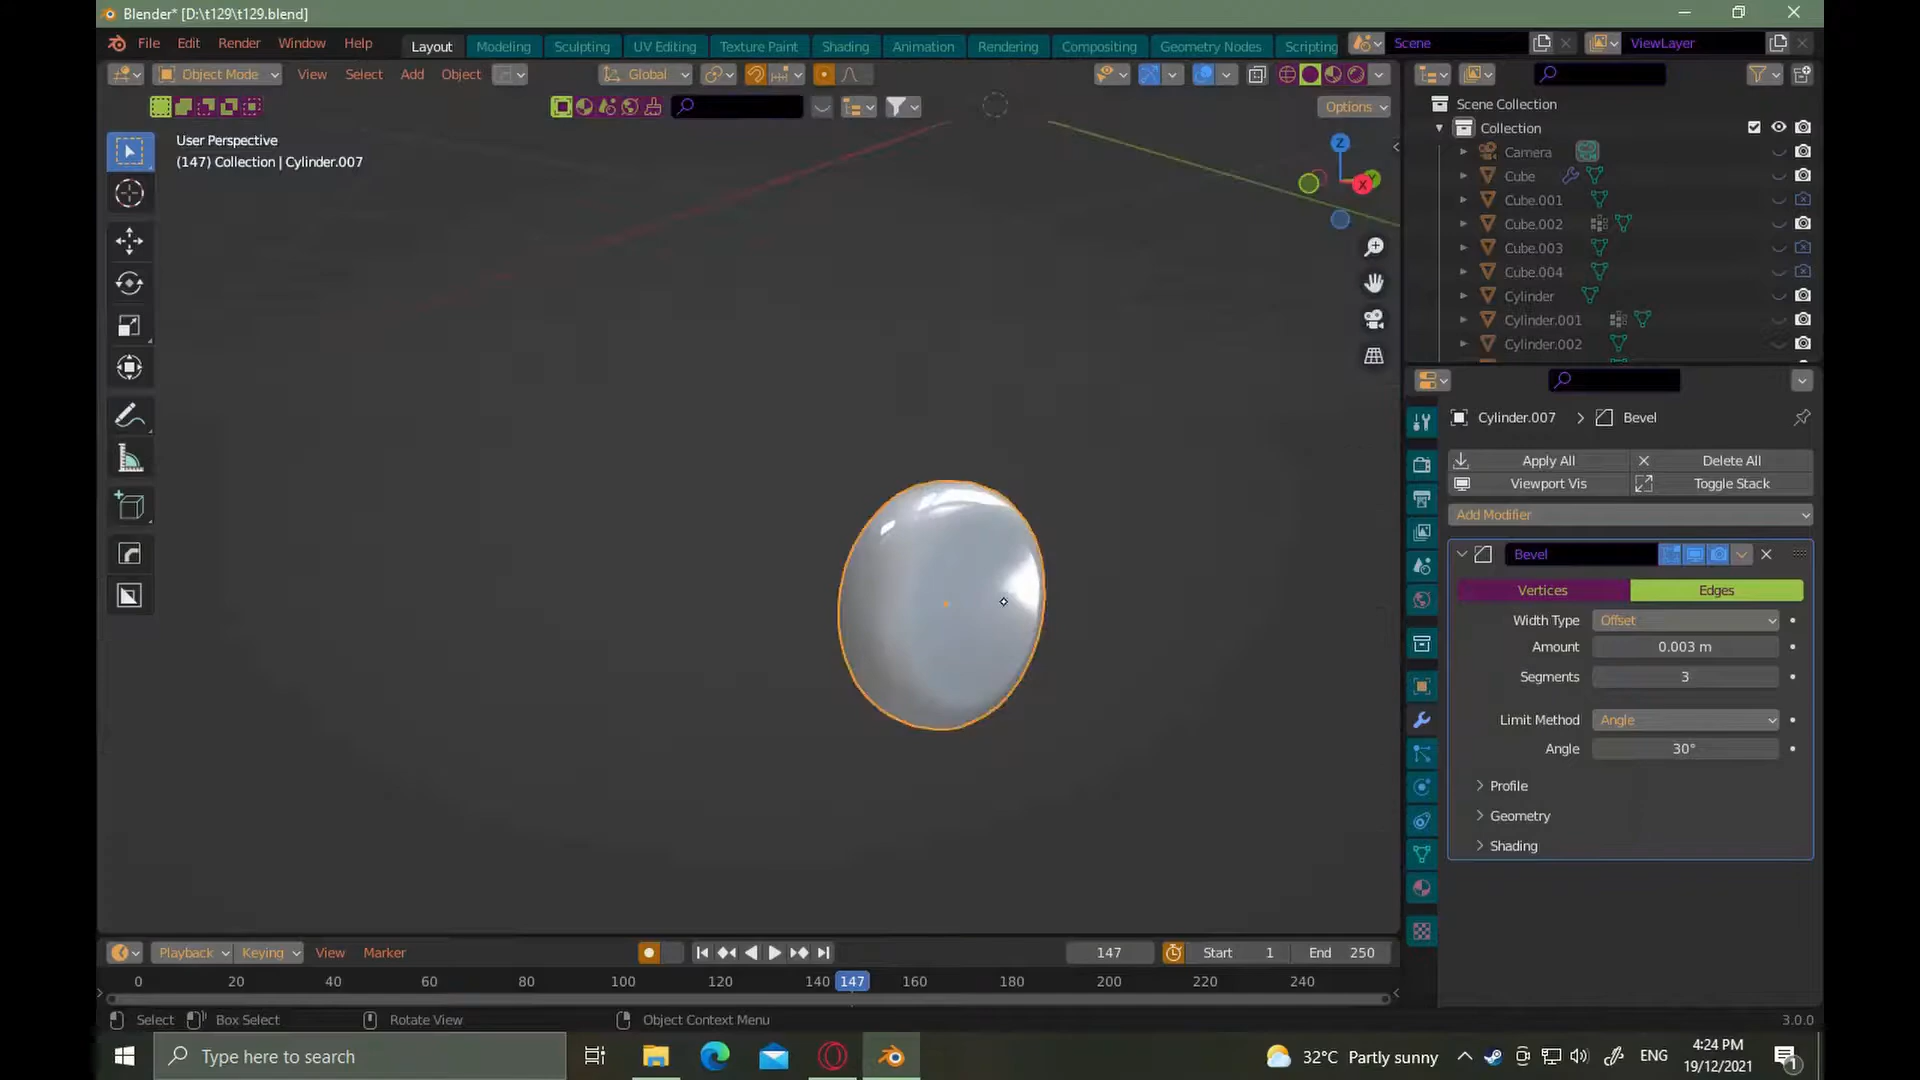 Blender* [D:\t129\t129.blend]
File Edit Render Window Help
Layout Modeling Sculpting UV Editing Texture Paint Shading Animation Rendering Compositing Geometry Nodes Scripting
Scene
ViewLayer
Object Mode View Select Add Object
Global
Options
User Perspective
(147) Collection | Cylinder.007
Z
X
Scene Collection
Collection
Camera
Cube
Cube.001
Cube.002
Cube.003
Cube.004
Cylinder
Cylinder.001
Cylinder.002
Cylinder.007 Bevel
Apply All Delete All
Viewport Vis Toggle Stack
Add Modifier
Bevel
Vertices Edges
Width Type Offset
Amount 0.003 m
Segments 3
Limit Method Angle
Angle 30°
Profile
Geometry
Shading
Playback Keying View Marker
147
Start 1
End 250
0 20 40 60 80 100 120 140 147 160 180 200 220 240
Select Box Select Rotate View Object Context Menu
3.0.0
Type here to search
32°C Partly sunny
ENG
4:24 PM
19/12/2021
1